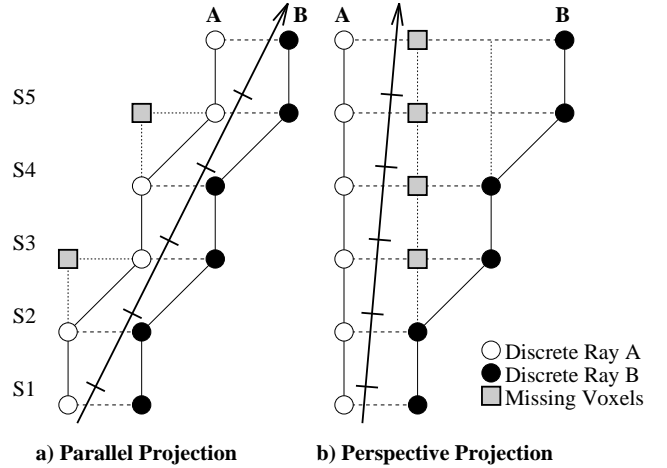 A B A B
S5
S4
S3
S2
S1
Discrete Ray A
Discrete Ray B
Missing Voxels
a) Parallel Projection
b) Perspective Projection